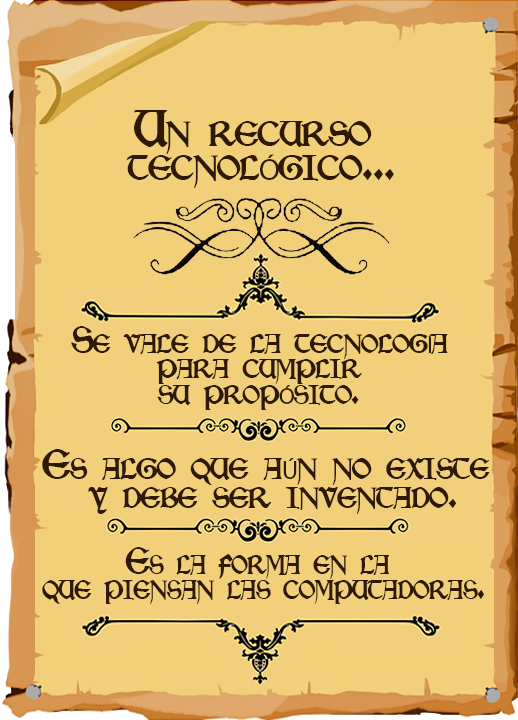 Un recurso
tecnológico...
Se vale de la tecnología
para cumplir
su propósito.
Es algo que aún no existe
y debe ser inventado.
Es la forma en la
que piensan las computadoras.